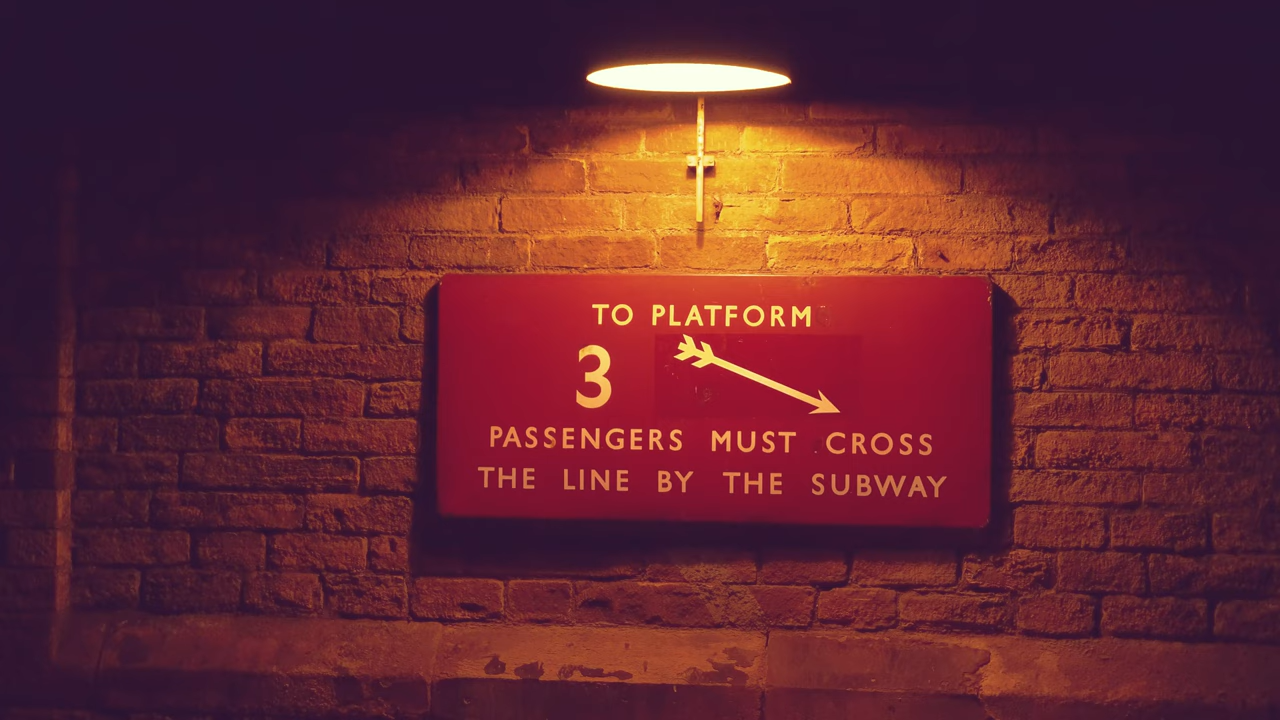 TO PLATFORM
3
PASSENGERS MUST CROSS
THE LINE BY THE SUBWAY